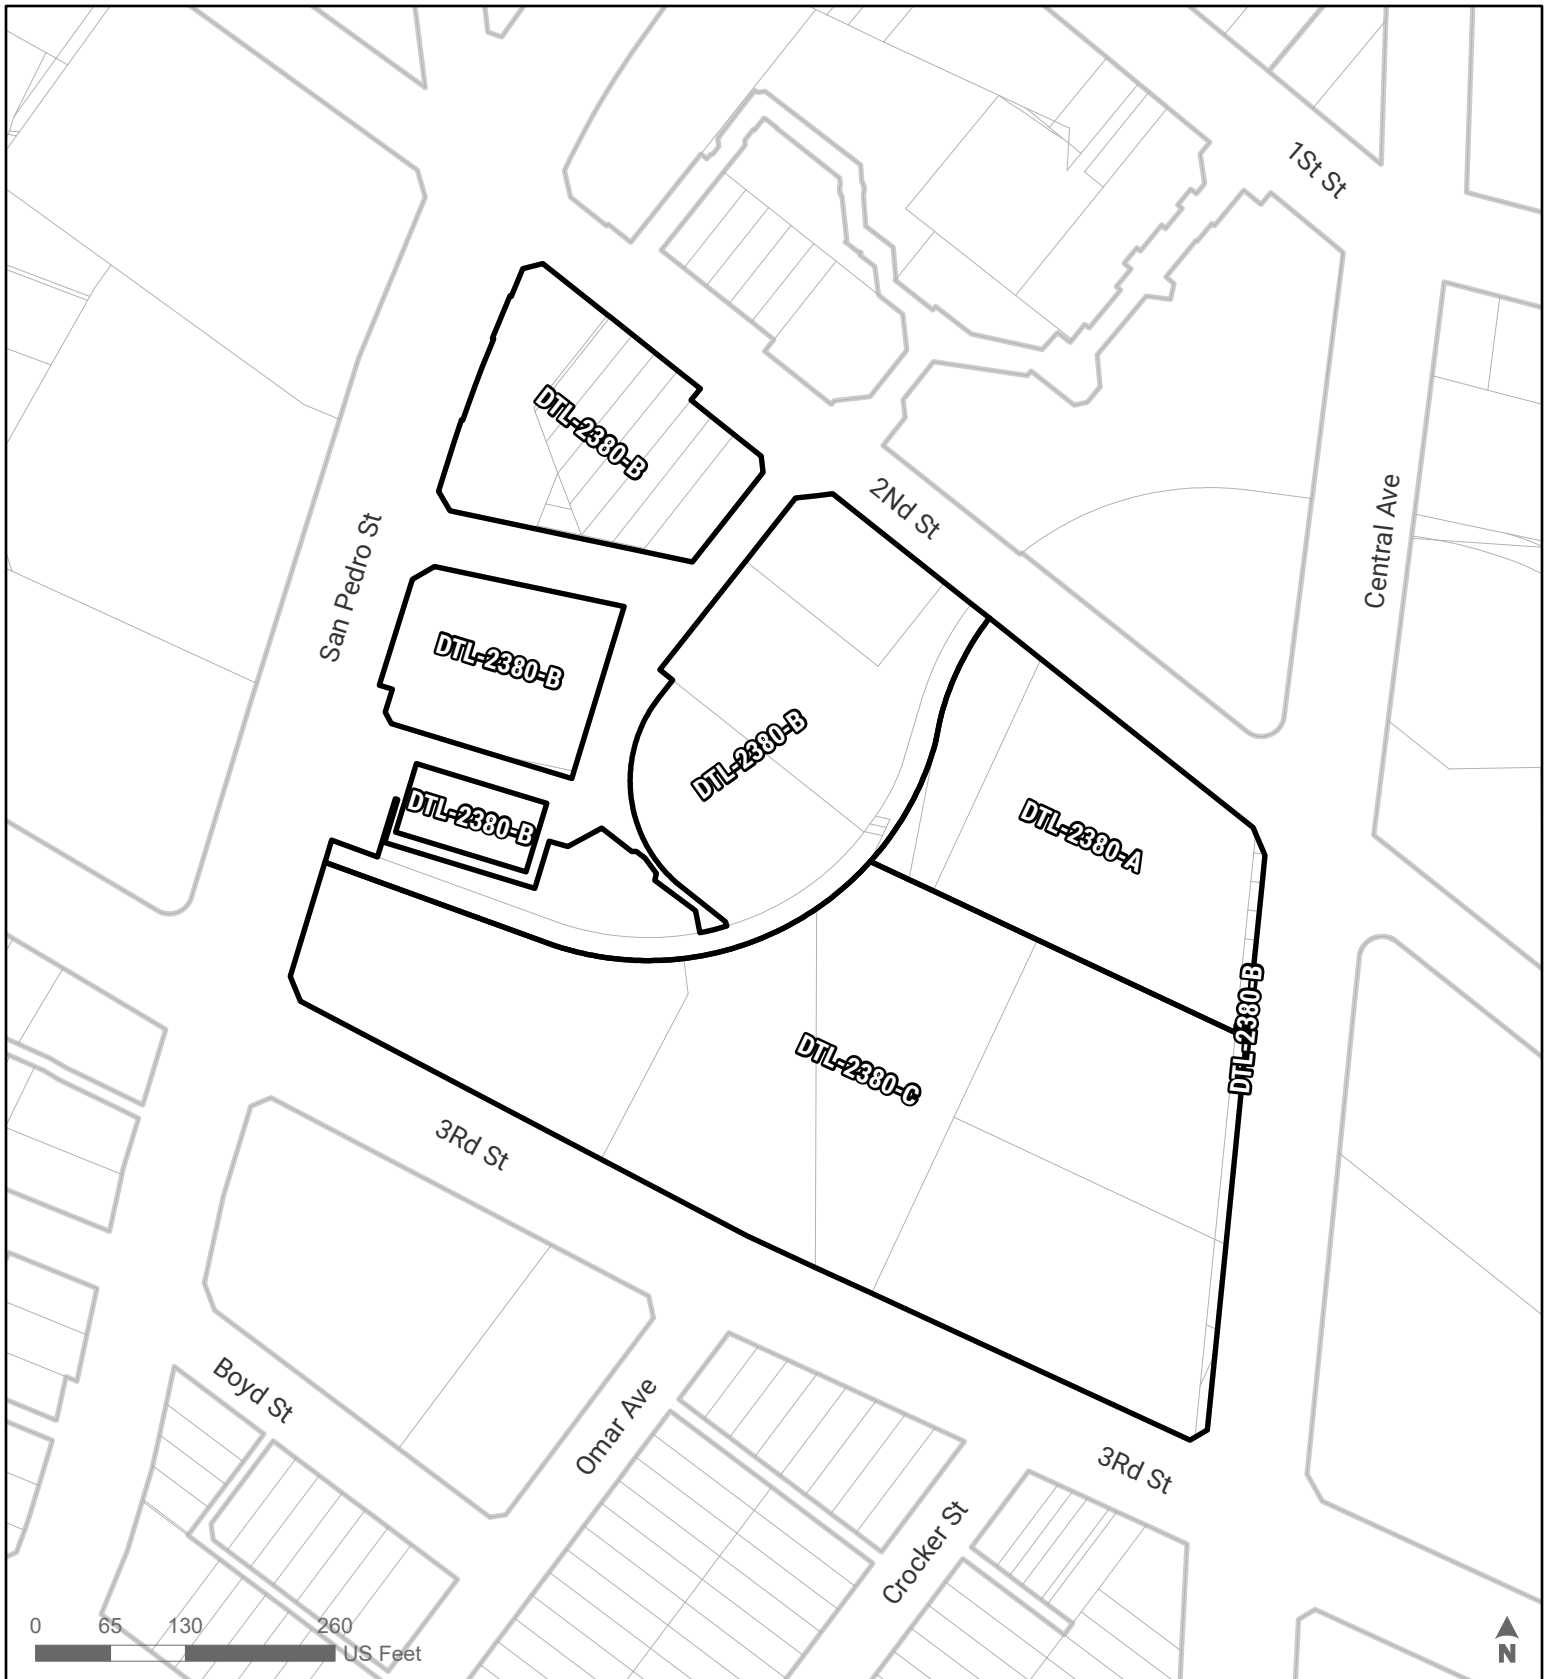 1St St
DTL-2380-B
2Nd St
Central Ave
San Pedro St
DTL-2380-B
DTL-2380-B
DTL-2380-B
DTL-2380-A
DTL-2380-B
DTL-2380-C
3Rd St
Boyd St
Omar Ave
3Rd St
Crocker St
0 65 130 260
US Feet
N